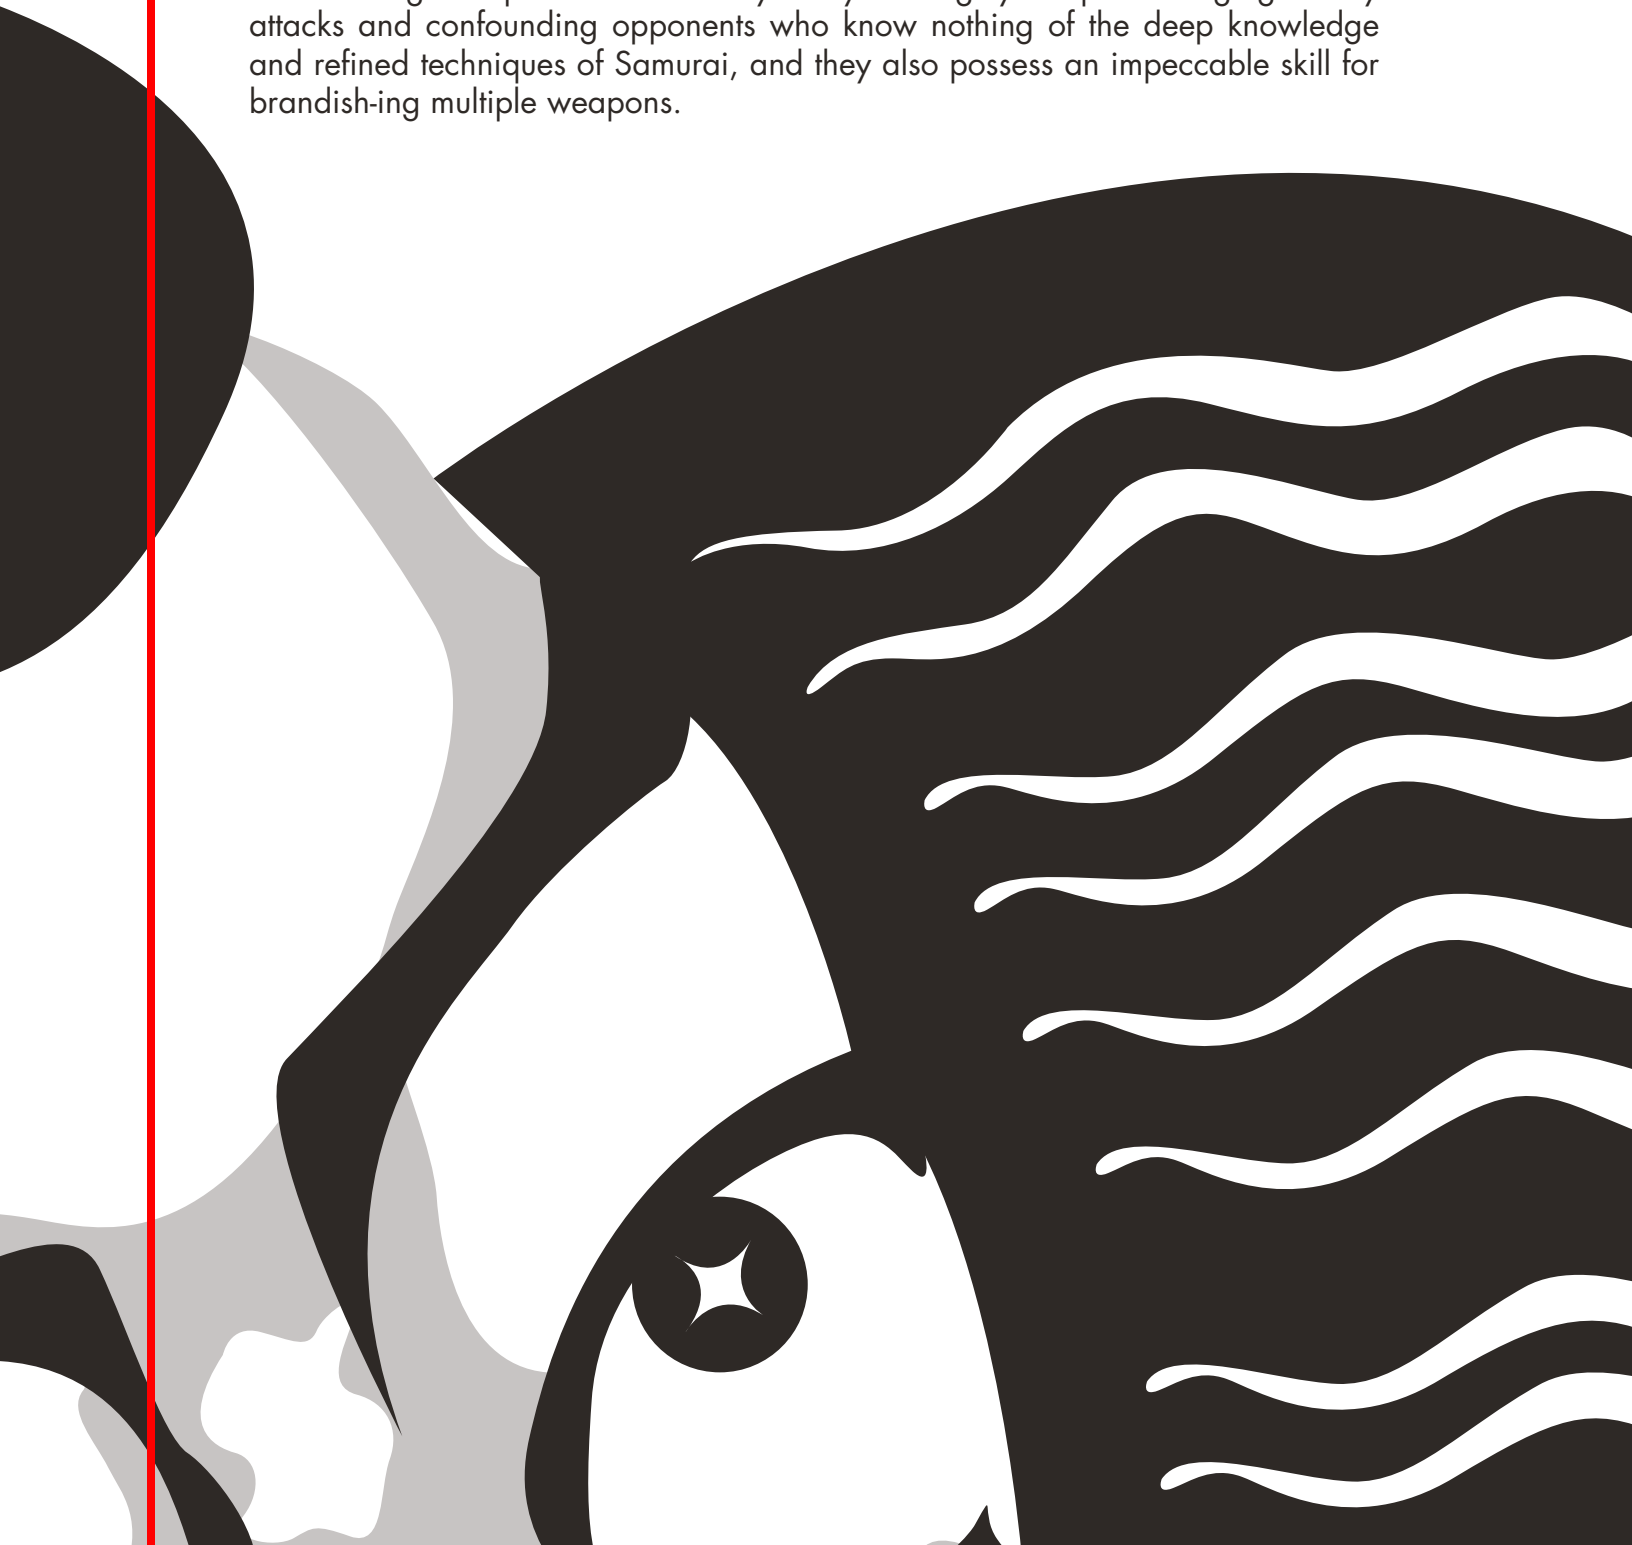 attacks and confounding opponents who know nothing of the deep knowledge
and refined techniques of Samurai, and they also possess an impeccable skill for
brandish-ing multiple weapons.